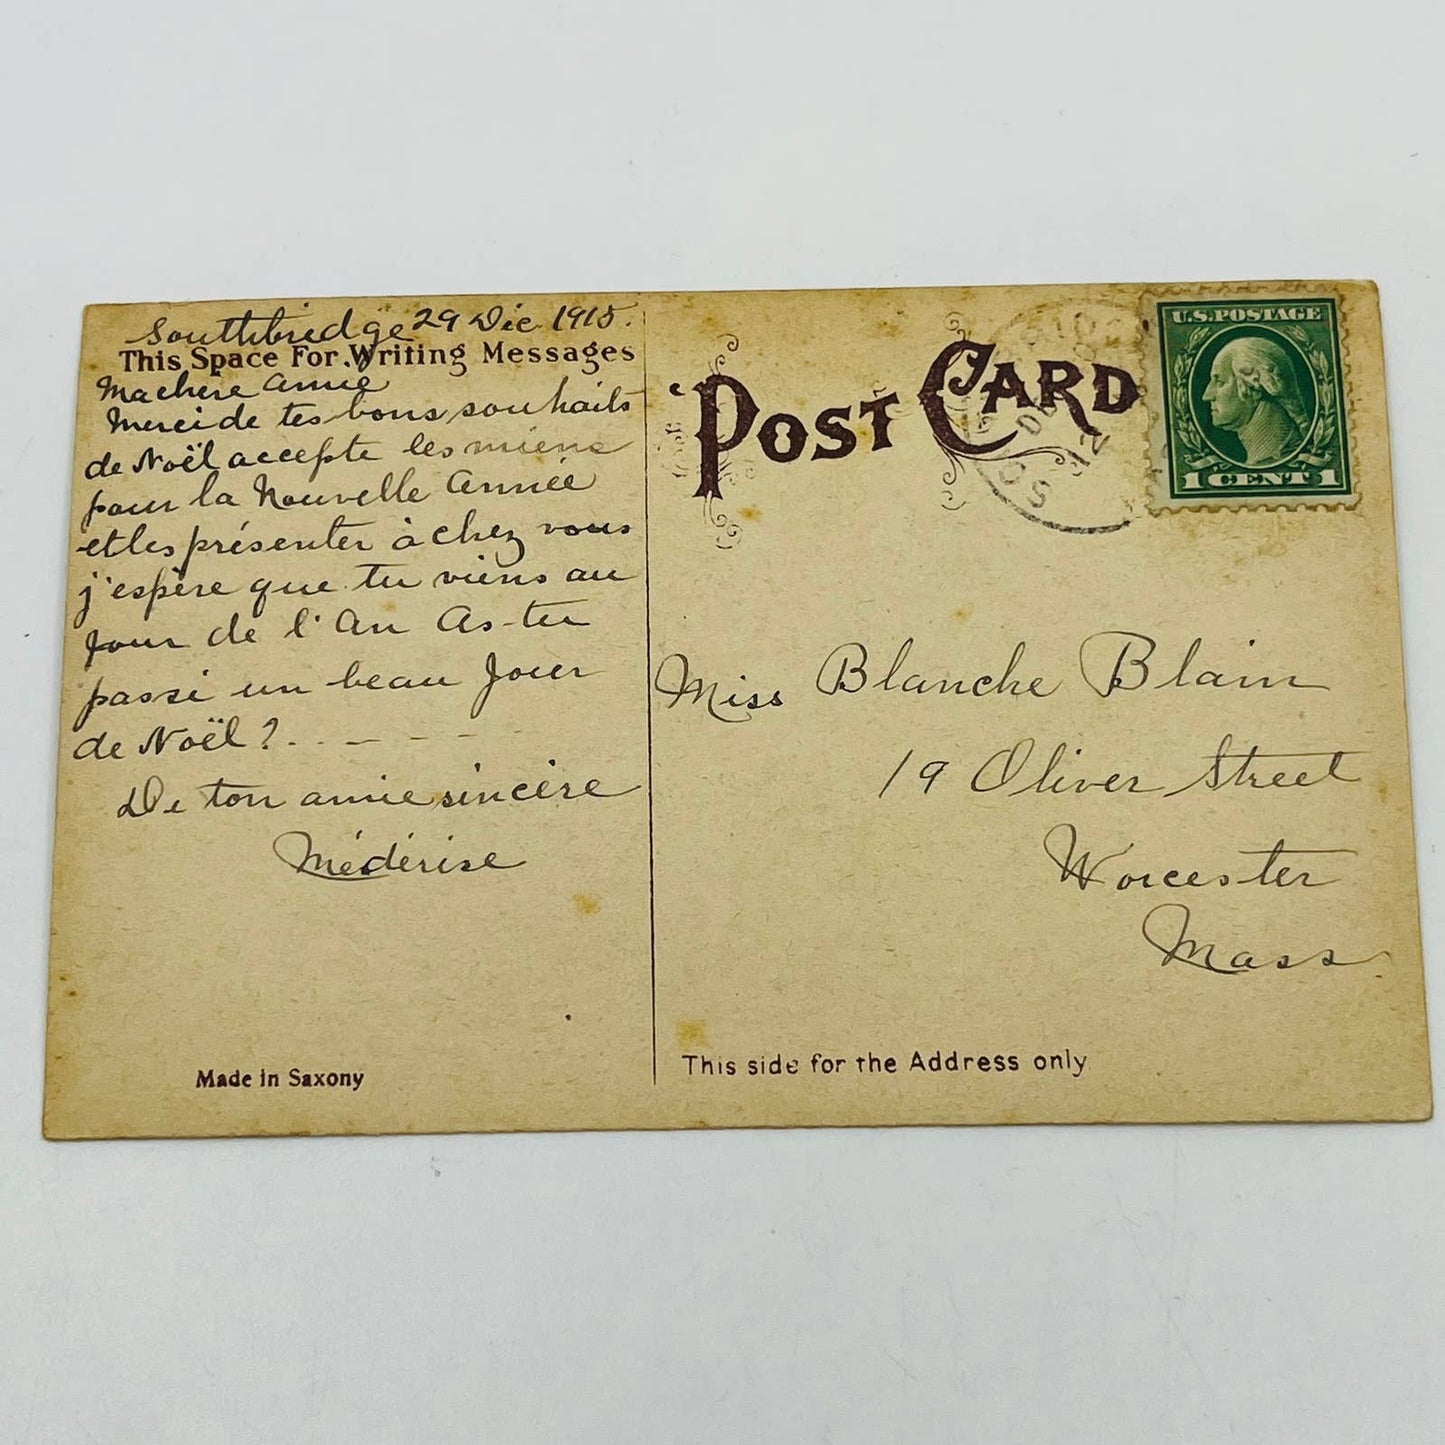 Southbridge 29 Dec 1915.
This Space For Writing Messages
Ma chère amie
Merci de tes bons souhaits
de Noël accepte les miens
pour la Nouvelle Année
et les présenter à chez vous
j'espère que tu viens au
Jour de l'An As-tu
passé un beau Jour
de Noël?. . — - - -
De ton amie sincère
Médérise
Made in Saxony
POST CARD
U.S. POSTAGE
1 CENT 1
Miss Blanche Blain
19 Oliver Street
Worcester
Mass
This side for the Address only